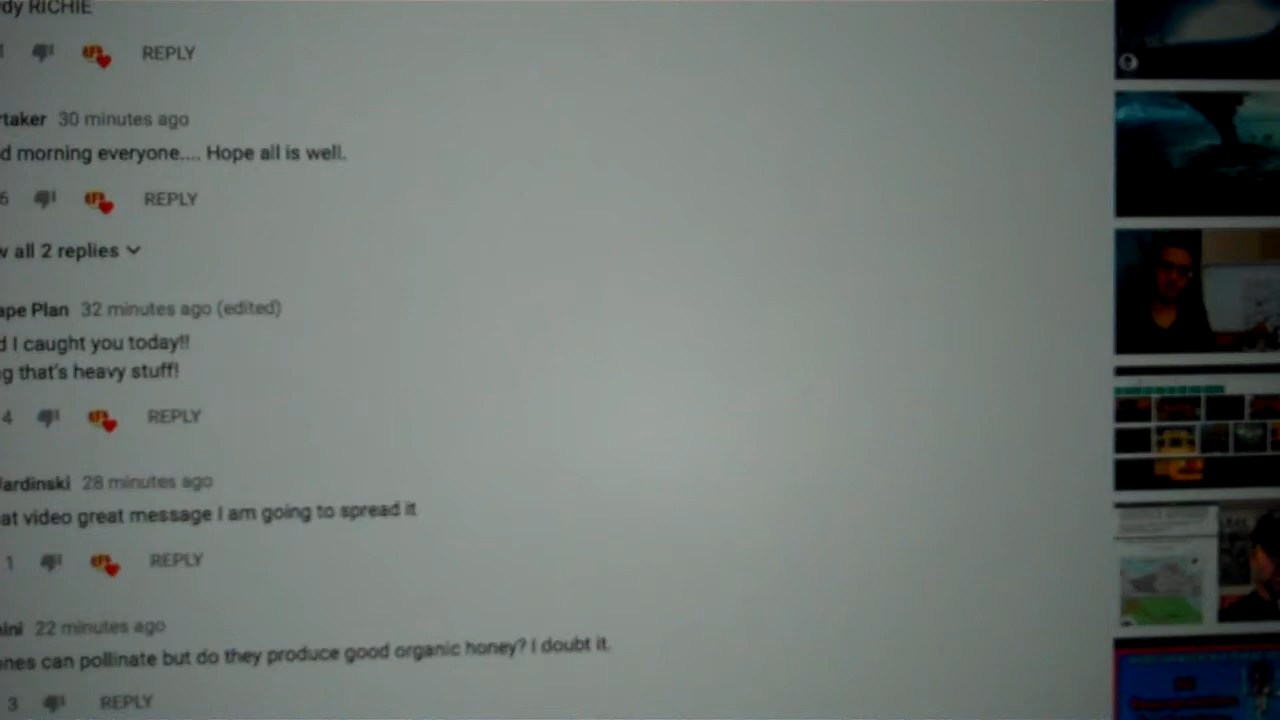 dy RICHIE
REPLY
rtaker 30 minutes ago
d morning everyone.... Hope all is well.
6 REPLY
w all 2 replies
ape Plan 32 minutes ago (edited)
d I caught you today!!
g that's heavy stuff!
4 REPLY
ardinski 28 minutes ago
at video great message I am going to spread it
1 REPLY
ini 22 minutes ago
ones can pollinate but do they produce good organic honey? I doubt it.
3 REPLY